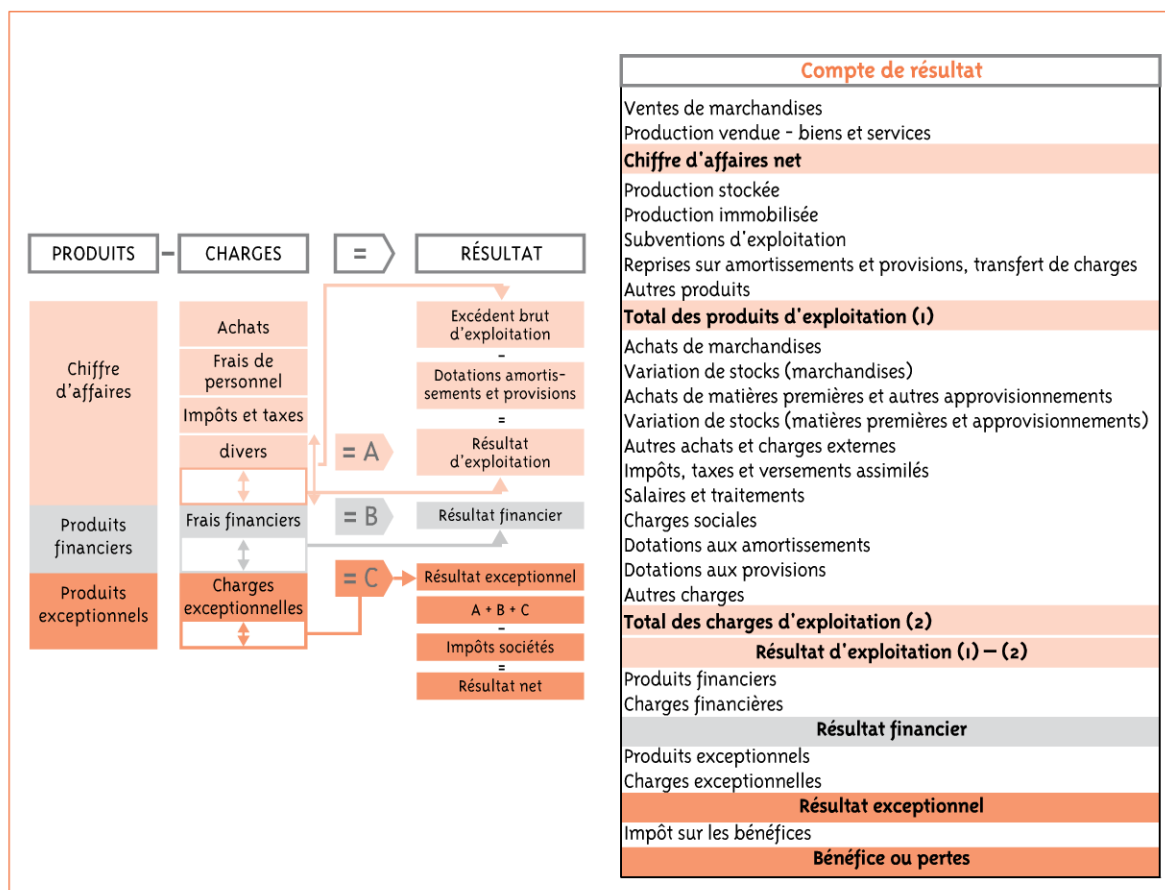 PRODUITS
–
CHARGES
=
RÉSULTAT
Chiffre
d'affaires
Produits
financiers
Produits
exceptionnels
Achats
Frais de
personnel
Impôts et taxes
divers
Frais financiers
Charges
exceptionnelles
= A
= B
= C
Excédent brut
d'exploitation
-
Dotations amortis-
sements et provisions
=
Résultat
d'exploitation
Résultat financier
Résultat exceptionnel
A + B + C
-
Impôts sociétés
=
Résultat net
Compte de résultat
Ventes de marchandises
Production vendue - biens et services
Chiffre d'affaires net
Production stockée
Production immobilisée
Subventions d'exploitation
Reprises sur amortissements et provisions, transfert de charges
Autres produits
Total des produits d'exploitation (1)
Achats de marchandises
Variation de stocks (marchandises)
Achats de matières premières et autres approvisionnements
Variation de stocks (matières premières et approvisionnements)
Autres achats et charges externes
Impôts, taxes et versements assimilés
Salaires et traitements
Charges sociales
Dotations aux amortissements
Dotations aux provisions
Autres charges
Total des charges d'exploitation (2)
Résultat d'exploitation (1) – (2)
Produits financiers
Charges financières
Résultat financier
Produits exceptionnels
Charges exceptionnelles
Résultat exceptionnel
Impôt sur les bénéfices
Bénéfice ou pertes